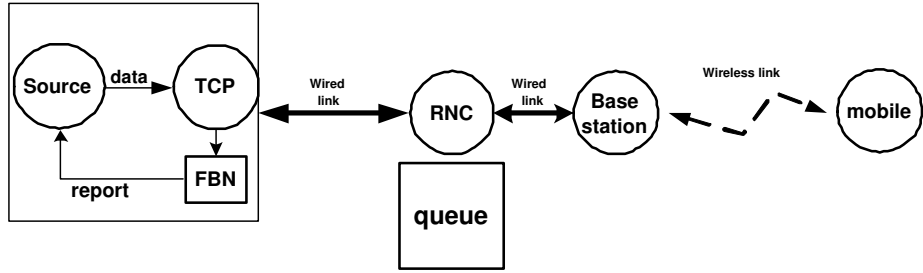 Source
data
TCP
FBN
report
Wired
link
RNC
queue
Wired
link
Base
station
Wireless link
mobile